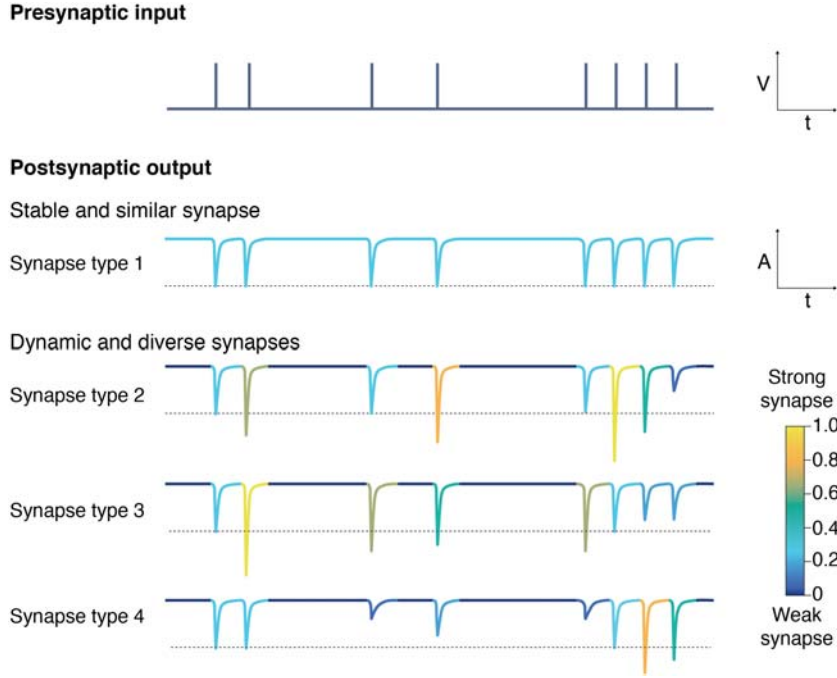 Presynaptic input
V
t
Postsynaptic output
Stable and similar synapse
Synapse type 1
A
t
Dynamic and diverse synapses
Synapse type 2
Strong
synapse
1.0
0.8
Synapse type 3
0.6
0.4
0.2
0
Synapse type 4
Weak
synapse